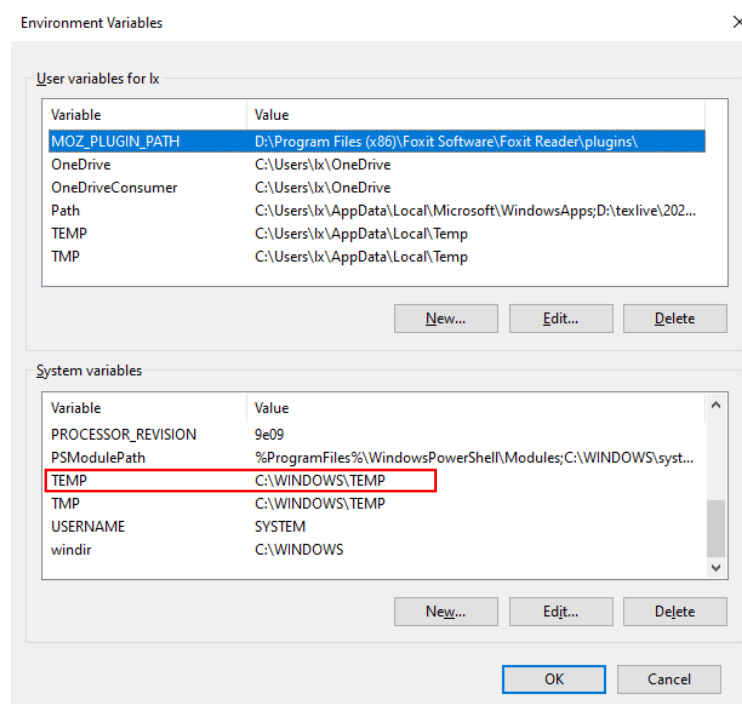 Environment Variables
User variables for lx
Variable Value
MOZ_PLUGIN_PATH D:\Program Files (x86)\Foxit Software\Foxit Reader\plugins\
OneDrive C:\Users\lx\OneDrive
OneDriveConsumer C:\Users\lx\OneDrive
Path C:\Users\lx\AppData\Local\Microsoft\WindowsApps;D:\texlive\202...
TEMP C:\Users\lx\AppData\Local\Temp
TMP C:\Users\lx\AppData\Local\Temp
New... Edit... Delete
System variables
Variable Value
PROCESSOR_REVISION 9e09
PSModulePath %ProgramFiles%\WindowsPowerShell\Modules;C:\WINDOWS\syst...
TEMP C:\WINDOWS\TEMP
TMP C:\WINDOWS\TEMP
USERNAME SYSTEM
windir C:\WINDOWS
New... Edit... Delete
OK Cancel